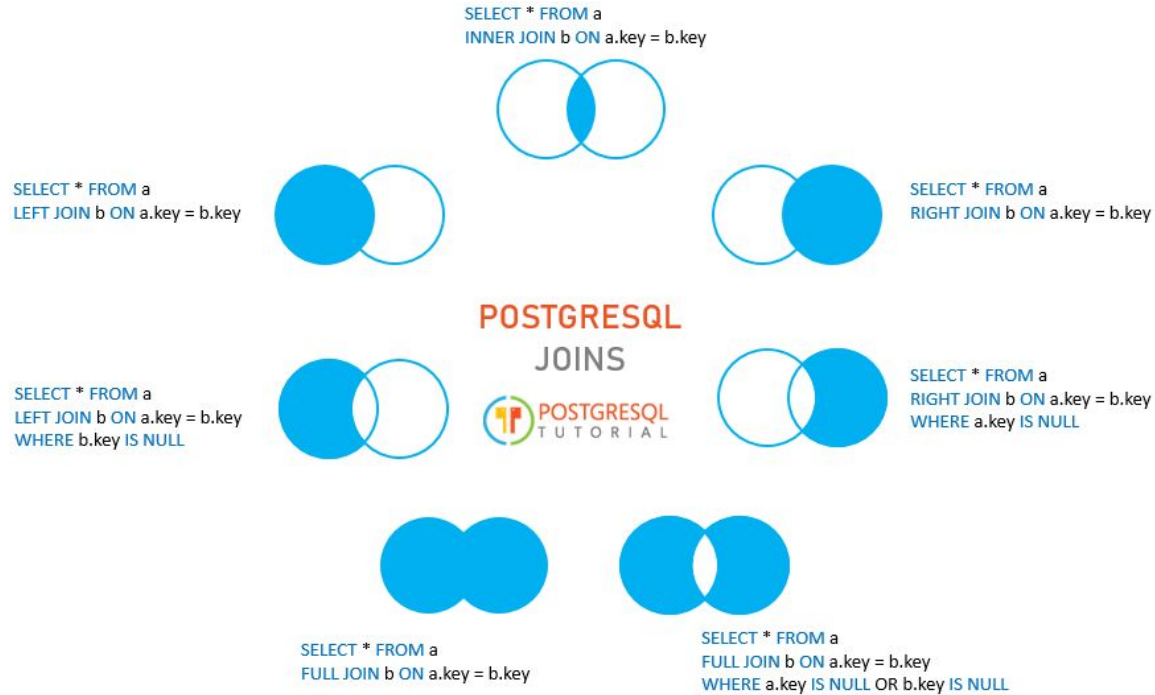 SELECT * FROM a
INNER JOIN b ON a.key = b.key
SELECT * FROM a
LEFT JOIN b ON a.key = b.key
SELECT * FROM a
RIGHT JOIN b ON a.key = b.key
POSTGRESQL
JOINS
POSTGRESQL
TUTORIAL
SELECT * FROM a
LEFT JOIN b ON a.key = b.key
WHERE b.key IS NULL
SELECT * FROM a
RIGHT JOIN b ON a.key = b.key
WHERE a.key IS NULL
SELECT * FROM a
FULL JOIN b ON a.key = b.key
SELECT * FROM a
FULL JOIN b ON a.key = b.key
WHERE a.key IS NULL OR b.key IS NULL